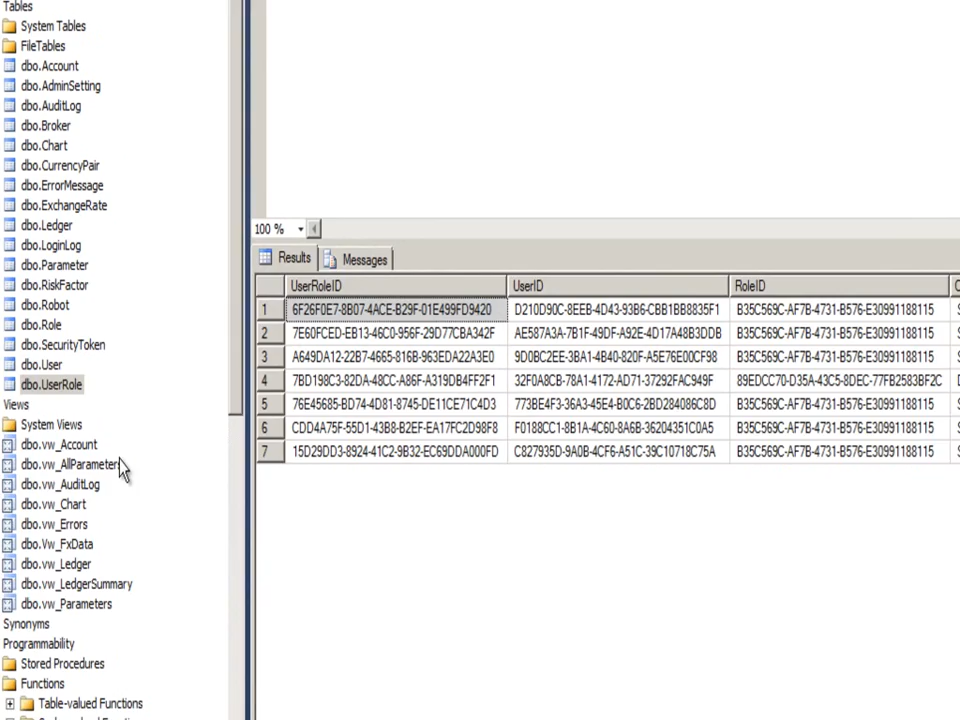 Tables
System Tables
FileTables
dbo.Account
dbo.AdminSetting
dbo.AuditLog
dbo.Broker
dbo.Chart
dbo.CurrencyPair
dbo.ErrorMessage
dbo.ExchangeRate
dbo.Ledger
dbo.LoginLog
dbo.Parameter
dbo.RiskFactor
dbo.Robot
dbo.Role
dbo.SecurityToken
dbo.User
dbo.UserRole
Views
System Views
dbo.vw_Account
dbo.vw_AllParameters
dbo.vw_AuditLog
dbo.vw_Chart
dbo.vw_Errors
dbo.Vw_FxData
dbo.vw_Ledger
dbo.vw_LedgerSummary
dbo.vw_Parameters
Synonyms
Programmability
Stored Procedures
Functions
Table-valued Functions
100 %
Results Messages
UserRoleID UserID RoleID
1 6F26F0E7-8B07-4ACE-B29F-01E499FD9420 D210D90C-8EEB-4D43-93B6-CBB1BB8835F1 B35C569C-AF7B-4731-B576-E30991188115
2 7E60FCED-EB13-46C0-956F-29D77CBA342F AE587A3A-7B1F-49DF-A92E-4D17A48B3DDB B35C569C-AF7B-4731-B576-E30991188115
3 A649DA12-22B7-4665-816B-963EDA22A3E0 9D0BC2EE-3BA1-4B40-820F-A5E76E00CF98 B35C569C-AF7B-4731-B576-E30991188115
4 7BD198C3-82DA-48CC-A86F-A319DB4FF2F1 32F0A8CB-78A1-4172-AD71-37292FAC949F 89EDCC70-D35A-43C5-8DEC-77FB2583BF2C
5 76E45685-BD74-4D81-8745-DE11CE71C4D3 773BE4F3-36A3-45E4-B0C6-2BD284086C8D B35C569C-AF7B-4731-B576-E30991188115
6 CDD4A75F-55D1-43B8-B2EF-EA17FC2D98F8 F0188CC1-8B1A-4C60-8A6B-36204351C0A5 B35C569C-AF7B-4731-B576-E30991188115
7 15D29DD3-8924-41C2-9B32-EC69DDA000FD C827935D-9A0B-4CF6-A51C-39C10718C75A B35C569C-AF7B-4731-B576-E30991188115